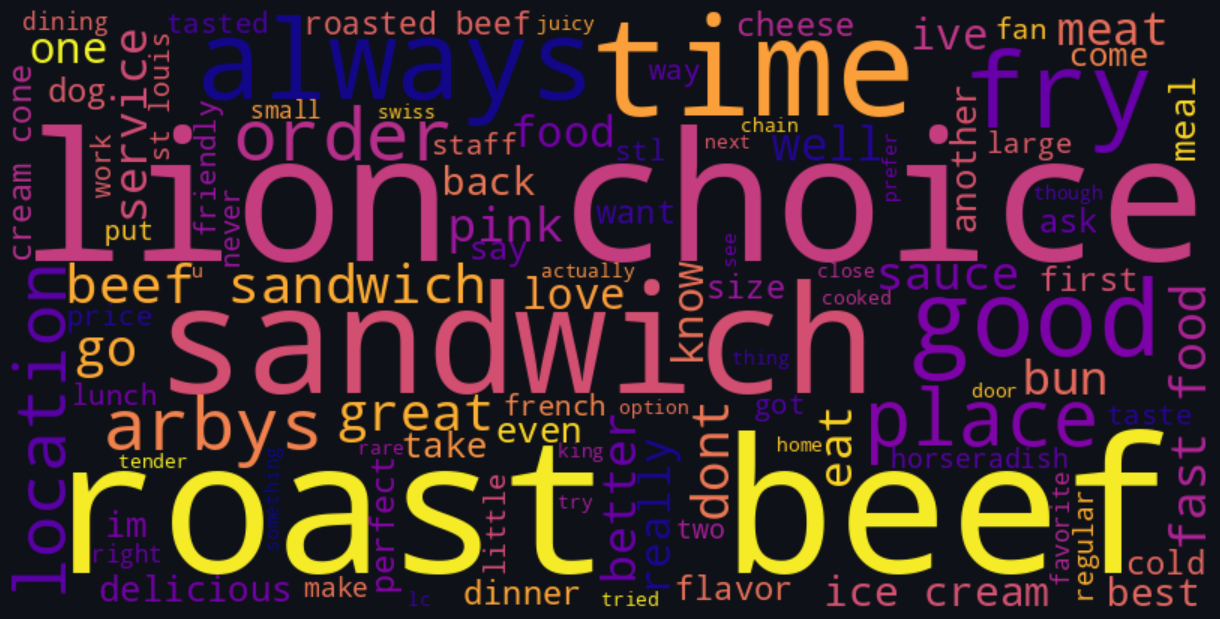 dining
tasted
roasted beef
juicy
cheese
ive
fan
meat
one
always
time
come
way
fry
dog
service
st louis
cream cone
small
swiss
order
staff
food
chain
next
well
stl
another
large
meal
work
friendly
never
lion choice
back
prefer
though
put
pink
want
ask
say
see
beef sandwich
u
actually
love
know
size
close
cooked
sauce
first
location
price
go
sandwich
thing
good
fast food
lunch
arbys
great
french
option
got
door
bun
place
taste
even
take
rare
king
dont
eat
home
horseradish
tender
something
perfect
little
better
really
try
two
roast beef
favorite
regular
im
right
cold
delicious
make
lc
dinner
tried
flavor
ice cream
best